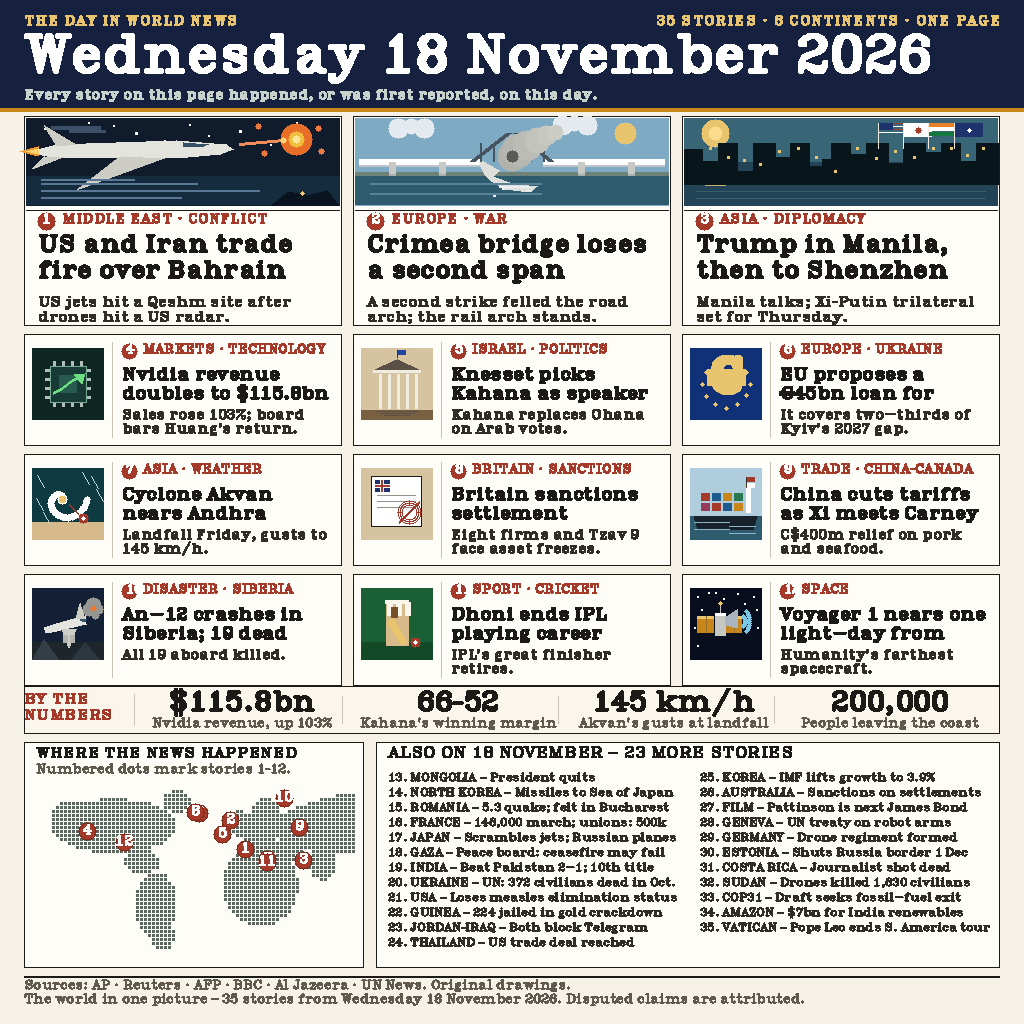 THE DAY IN WORLD NEWS
35 STORIES · 6 CONTINENTS · ONE PAGE
Wednesday 18 November 2026
Every story on this page happened, or was first reported, on this day.
1 MIDDLE EAST · CONFLICT
US and Iran trade
fire over Bahrain
US jets hit a Qeshm site after
drones hit a US radar.
2 EUROPE · WAR
Crimea bridge loses
a second span
A second strike felled the road
arch; the rail arch stands.
3 ASIA · DIPLOMACY
Trump in Manila,
then to Shenzhen
Manila talks; Xi-Putin trilateral
set for Thursday.
4 MARKETS · TECHNOLOGY
Nvidia revenue
doubles to $115.8bn
Sales rose 103%; board
bars Huang's return.
5 ISRAEL · POLITICS
Knesset picks
Kahana as speaker
Kahana replaces Ohana
on Arab votes.
6 EUROPE · UKRAINE
EU proposes a
€45bn loan for
It covers two-thirds of
Kyiv's 2027 gap.
7 ASIA · WEATHER
Cyclone Akvan
nears Andhra
Landfall Friday, gusts to
145 km/h.
8 BRITAIN · SANCTIONS
Britain sanctions
settlement
Eight firms and Tzav 9
face asset freezes.
9 TRADE · CHINA-CANADA
China cuts tariffs
as Xi meets Carney
C$400m relief on pork
and seafood.
1 DISASTER · SIBERIA
An-12 crashes in
Siberia; 19 dead
All 19 aboard killed.
1 SPORT · CRICKET
Dhoni ends IPL
playing career
IPL's great finisher
retires.
1 SPACE
Voyager 1 nears one
light-day from
Humanity's farthest
spacecraft.
BY THE
NUMBERS
$115.8bn
Nvidia revenue, up 103%
66-52
Kahana's winning margin
145 km/h
Akvan's gusts at landfall
200,000
People leaving the coast
WHERE THE NEWS HAPPENED
Numbered dots mark stories 1-12.
10
8
2
4
6
9
12
1
11
3
ALSO ON 18 NOVEMBER – 23 MORE STORIES
13. MONGOLIA – President quits
14. NORTH KOREA – Missiles to Sea of Japan
15. ROMANIA – 5.3 quake; felt in Bucharest
16. FRANCE – 146,000 march; unions: 500k
17. JAPAN – Scrambles jets; Russian planes
18. GAZA – Peace board: ceasefire may fail
19. INDIA – Beat Pakistan 2-1; 10th title
20. UKRAINE – UN: 372 civilians dead in Oct.
21. USA – Loses measles elimination status
22. GUINEA – 224 jailed in gold crackdown
23. JORDAN-IRAQ – Both block Telegram
24. THAILAND – US trade deal reached
25. KOREA – IMF lifts growth to 3.9%
26. AUSTRALIA – Sanctions on settlements
27. FILM – Pattinson is next James Bond
28. GENEVA – UN treaty on robot arms
29. GERMANY – Drone regiment formed
30. ESTONIA – Shuts Russia border 1 Dec
31. COSTA RICA – Journalist shot dead
32. SUDAN – Drones killed 1,630 civilians
33. COP31 – Draft seeks fossil-fuel exit
34. AMAZON – $7bn for India renewables
35. VATICAN – Pope Leo ends S. America tour
Sources: AP · Reuters · AFP · BBC · Al Jazeera · UN News. Original drawings.
The world in one picture – 35 stories from Wednesday 18 November 2026. Disputed claims are attributed.